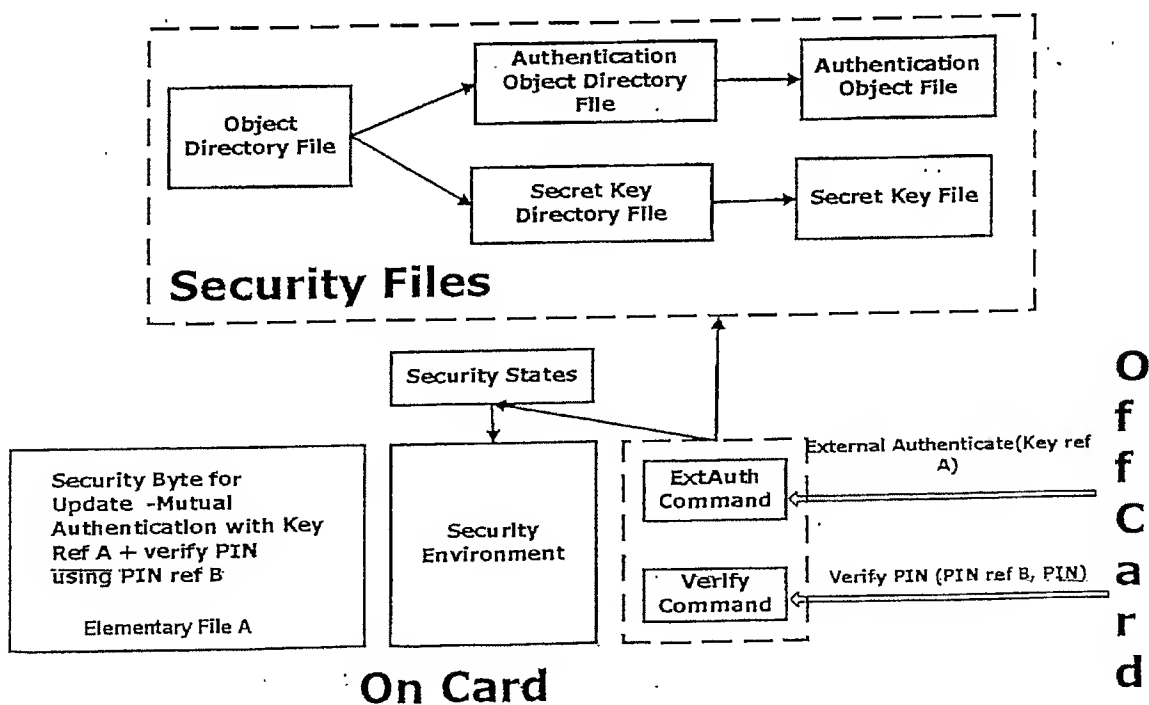 Object
Directory File
Authentication
Object Directory
File
Authentication
Object File
Secret Key
Directory File
Secret Key File
Security Files
Security States
Security Byte for
Update -Mutual
Authentication with Key
Ref A + verify PIN
using PIN ref B
Elementary File A
Security
Environment
ExtAuth
Command
Verify
Command
External Authenticate(Key ref
A)
Verify PIN (PIN ref B, PIN)
Off Card
On Card